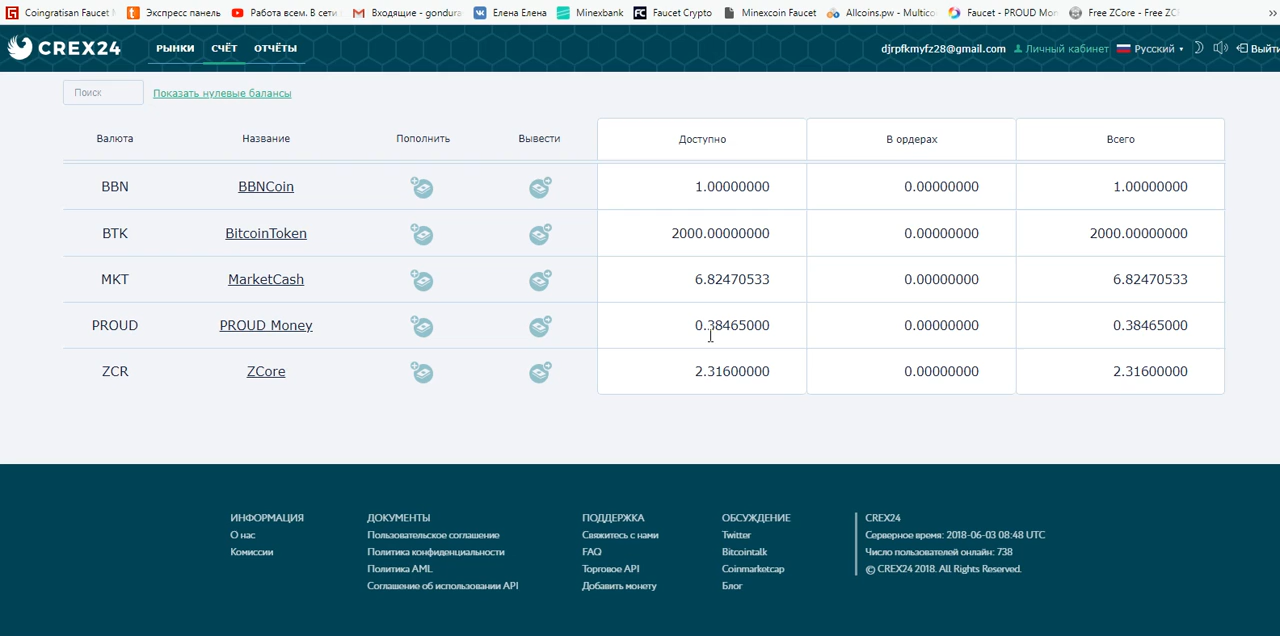 Coingratisan Faucet
Экспресс панель
Работа всем. В сети
Входящие - gondura
Елена Елена
Minexbank
Faucet Crypto
Minexcoin Faucet
Allcoins.pw - Multico
Faucet - PROUD Mon
Free ZCore - Free ZC
»
CREX24
РЫНКИ
СЧЁТ
ОТЧЁТЫ
djrpfkmyfz28@gmail.com
Личный кабинет
Русский
Выйти
Поиск
Показать нулевые балансы
Валюта Название Пополнить Вывести Доступно В ордерах Всего
BBN BBNCoin 1.00000000 0.00000000 1.00000000
BTK BitcoinToken 2000.00000000 0.00000000 2000.00000000
MKT MarketCash 6.82470533 0.00000000 6.82470533
PROUD PROUD Money 0.38465000 0.00000000 0.38465000
ZCR ZCore 2.31600000 0.00000000 2.31600000
ИНФОРМАЦИЯ
О нас
Комиссии
ДОКУМЕНТЫ
Пользовательское соглашение
Политика конфиденциальности
Политика AML
Соглашение об использовании API
ПОДДЕРЖКА
Свяжитесь с нами
FAQ
Торговое API
Добавить монету
ОБСУЖДЕНИЕ
Twitter
Bitcointalk
Coinmarketcap
Блог
CREX24
Серверное время: 2018-06-03 08:48 UTC
Число пользователей онлайн: 738
© CREX24 2018. All Rights Reserved.